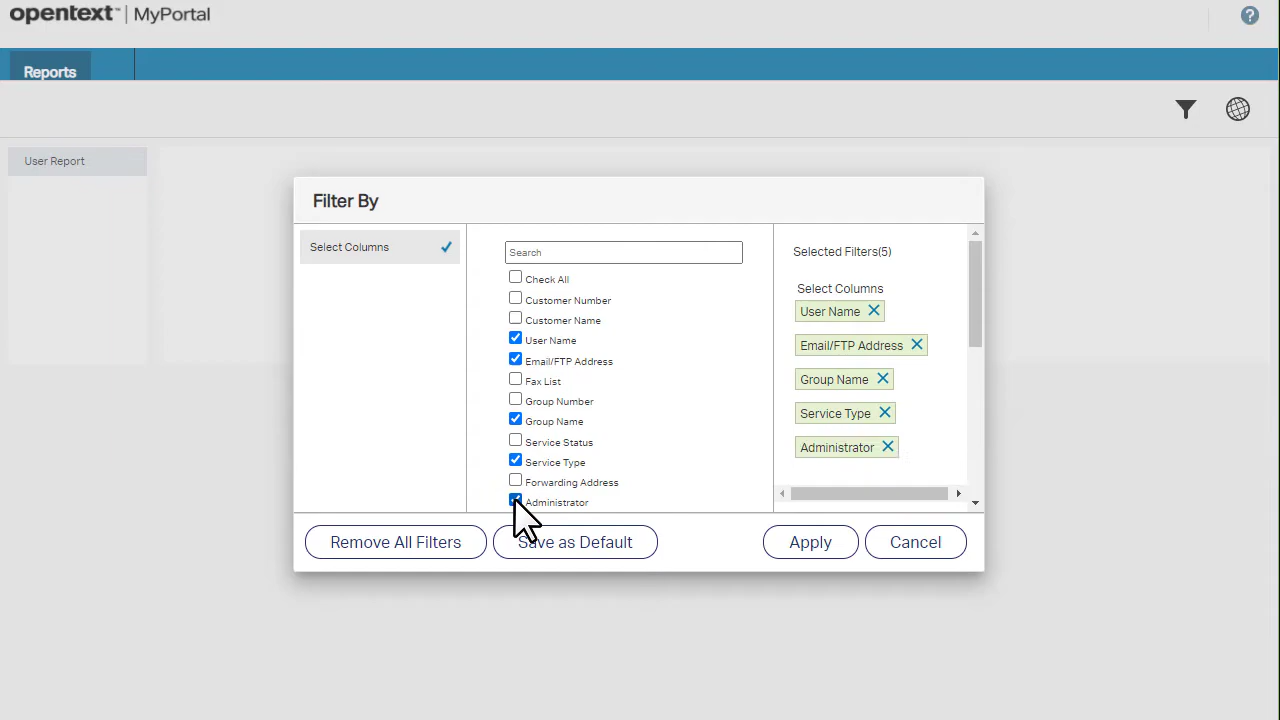 opentext™ | MyPortal
?
Reports
User Report
Filter By
Select Columns
Search
Check All
Customer Number
Customer Name
User Name
Email/FTP Address
Fax List
Group Number
Group Name
Service Status
Service Type
Forwarding Address
Administrator
Selected Filters(5)
Select Columns
User Name
Email/FTP Address
Group Name
Service Type
Administrator
Remove All Filters
Save as Default
Apply
Cancel